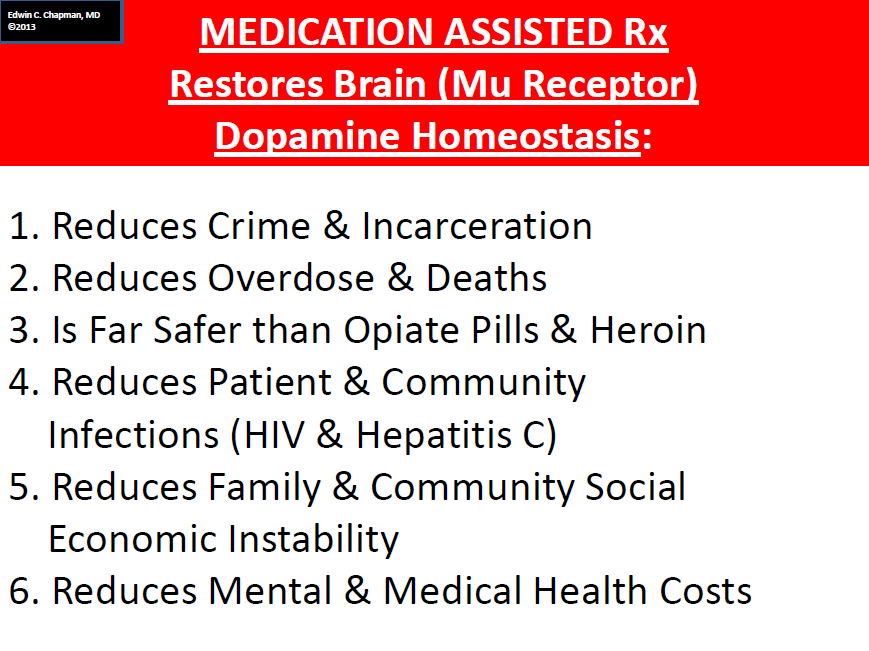 Edwin C. Chapman, MD
©2013
MEDICATION ASSISTED Rx
Restores Brain (Mu Receptor)
Dopamine Homeostasis:
1. Reduces Crime & Incarceration
2. Reduces Overdose & Deaths
3. Is Far Safer than Opiate Pills & Heroin
4. Reduces Patient & Community
Infections (HIV & Hepatitis C)
5. Reduces Family & Community Social
Economic Instability
6. Reduces Mental & Medical Health Costs